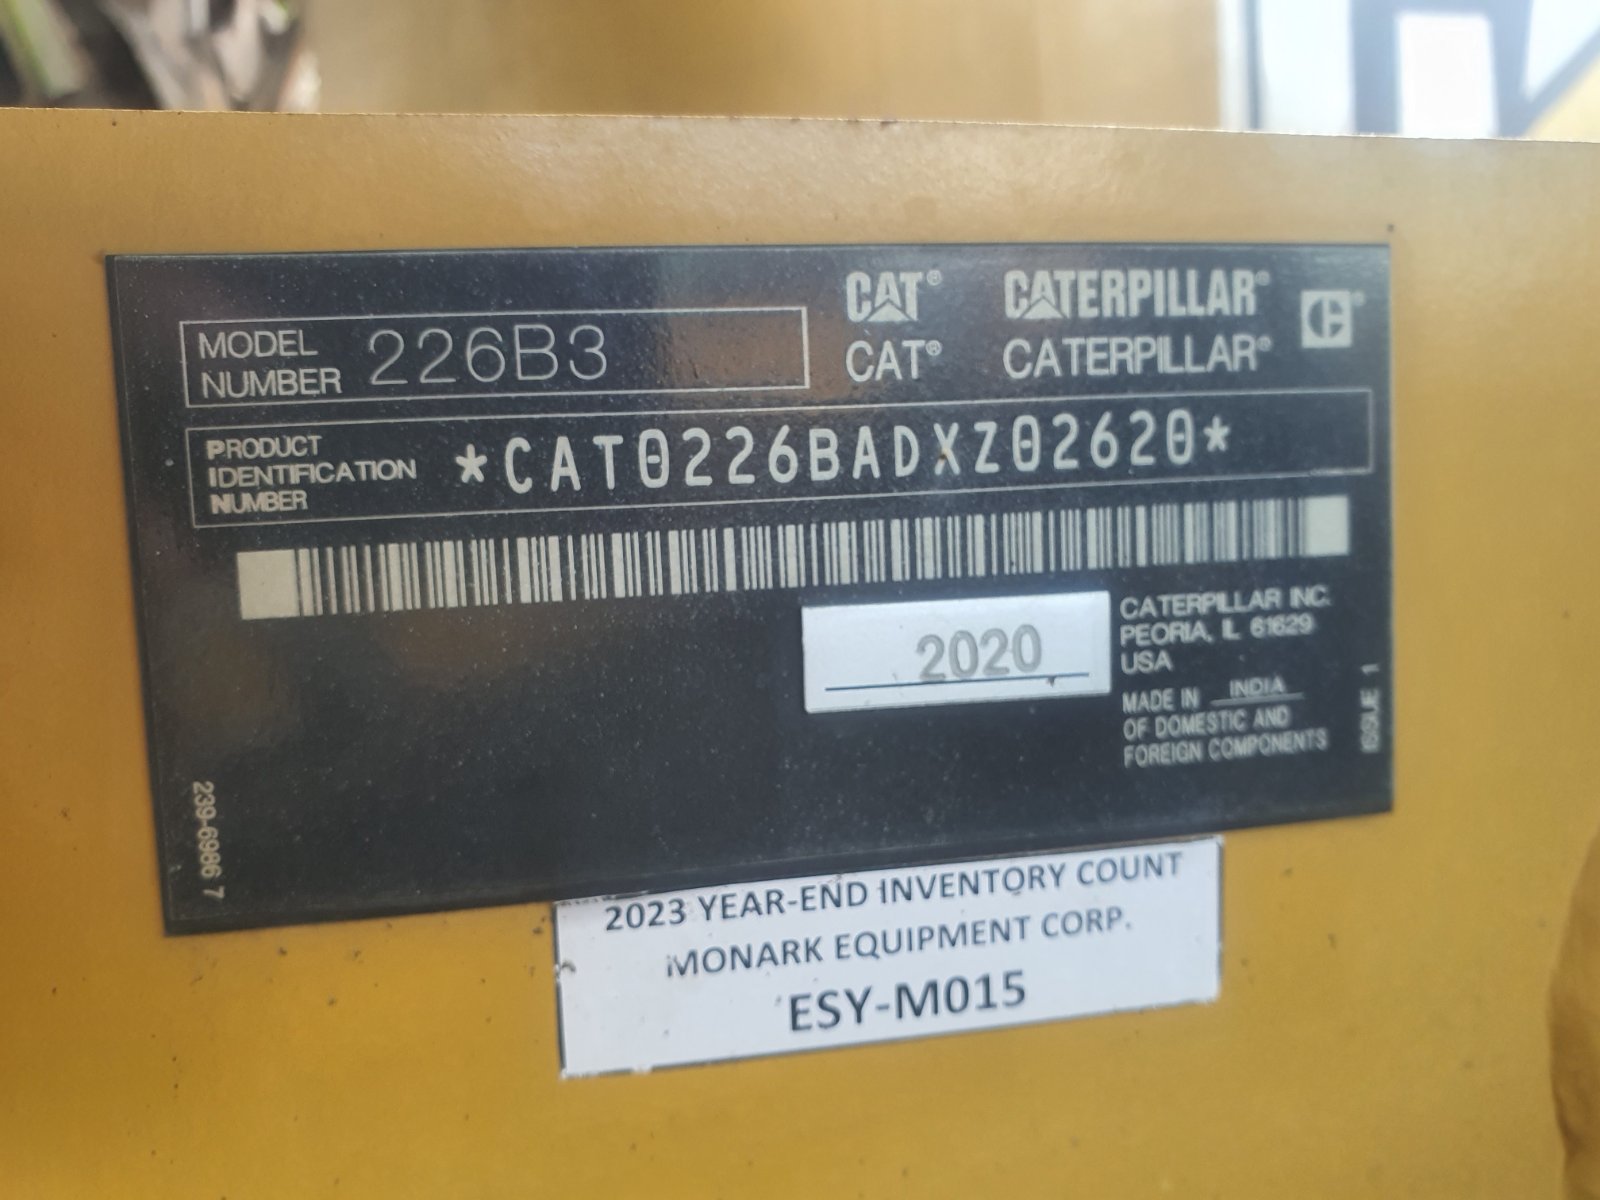 MODEL NUMBER 226B3
CAT® CATERPILLAR®
CAT® CATERPILLAR®
PRODUCT IDENTIFICATION NUMBER *CAT0226BADXZ02620*
2020
CATERPILLAR INC.
PEORIA, IL 61629
USA
MADE IN INDIA
OF DOMESTIC AND
FOREIGN COMPONENTS
ISSUE 1
239-6986 7
2023 YEAR-END INVENTORY COUNT
MONARK EQUIPMENT CORP.
ESY-M015